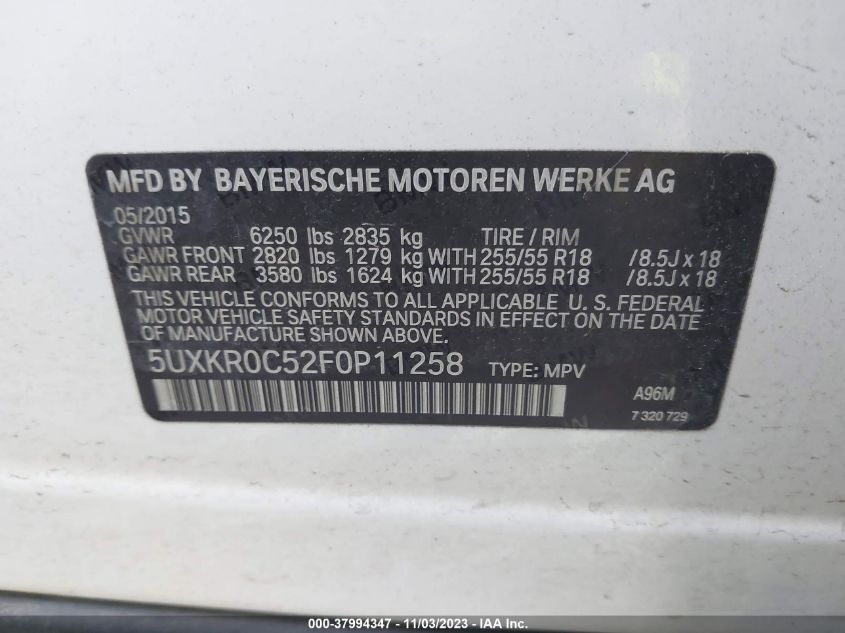 MFD BY BAYERISCHE MOTOREN WERKE AG
05/2015
GVWR 6250 lbs 2835 kg TIRE / RIM
GAWR FRONT 2820 lbs 1279 kg WITH 255/55 R18 /8.5J x 18
GAWR REAR 3580 lbs 1624 kg WITH 255/55 R18 /8.5J x 18
THIS VEHICLE CONFORMS TO ALL APPLICABLE U. S. FEDERAL
MOTOR VEHICLE SAFETY STANDARDS IN EFFECT ON THE DATE
OF MANUFACTURE SHOWN ABOVE.
5UXKR0C52F0P11258 TYPE: MPV
A96M
7 320 729
000-37994347 - 11/03/2023 - IAA Inc.